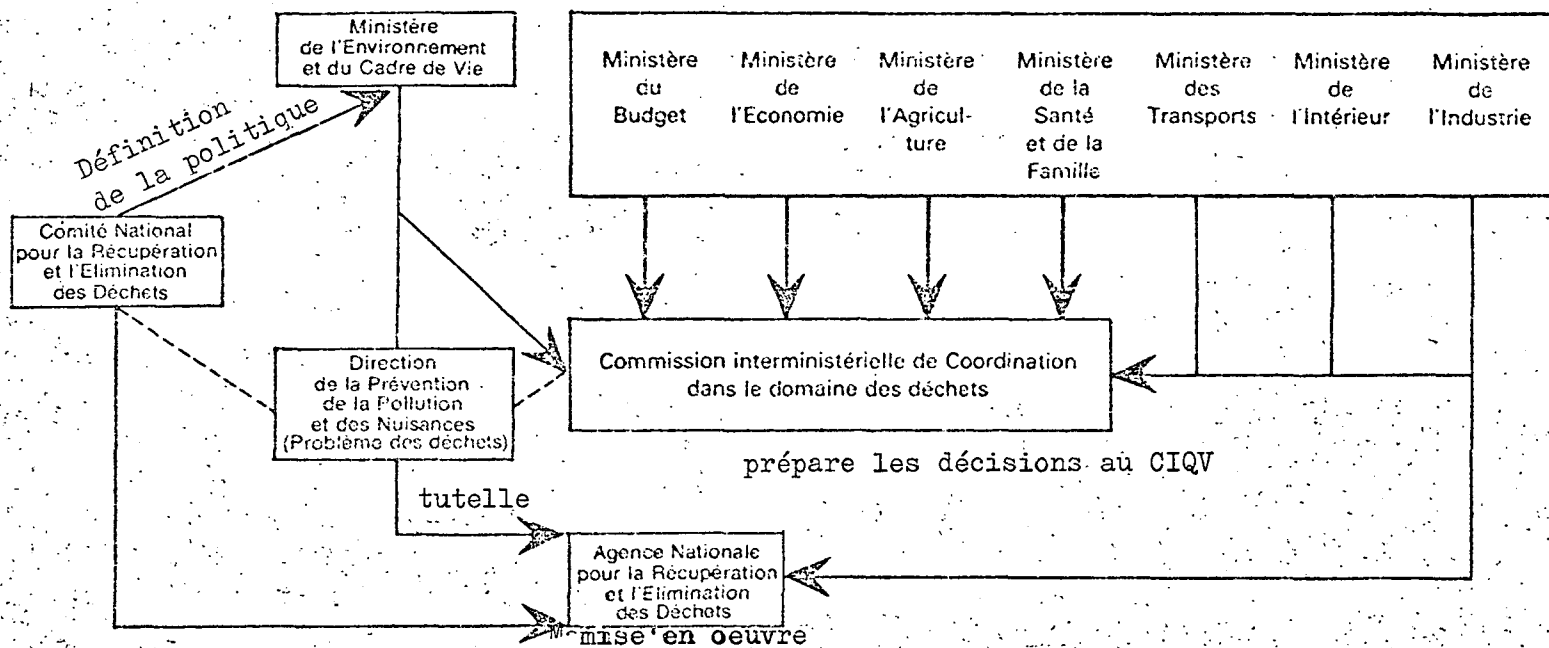 Ministère
de l'Environnement
et du Cadre de Vie
Ministère
du
Budget
Ministère
de
l'Economie
Ministère
de
l'Agricul-
ture
Ministère
de la
Santé
et de la
Famille
Ministère
des
Transports
Ministère
de
l'Intérieur
Ministère
de
l'Industrie
Définition
de la politique
Comité National
pour la Récupération
et l'Elimination
des Déchets
Direction
de la Prévention
de la Pollution
et des Nuisances
(Problème des déchets)
Commission interministérielle de Coordination
dans le domaine des déchets
prépare les décisions au CIQV
tutelle
Agence Nationale
pour la Récupération
et l'Elimination
des Déchets
mise en oeuvre